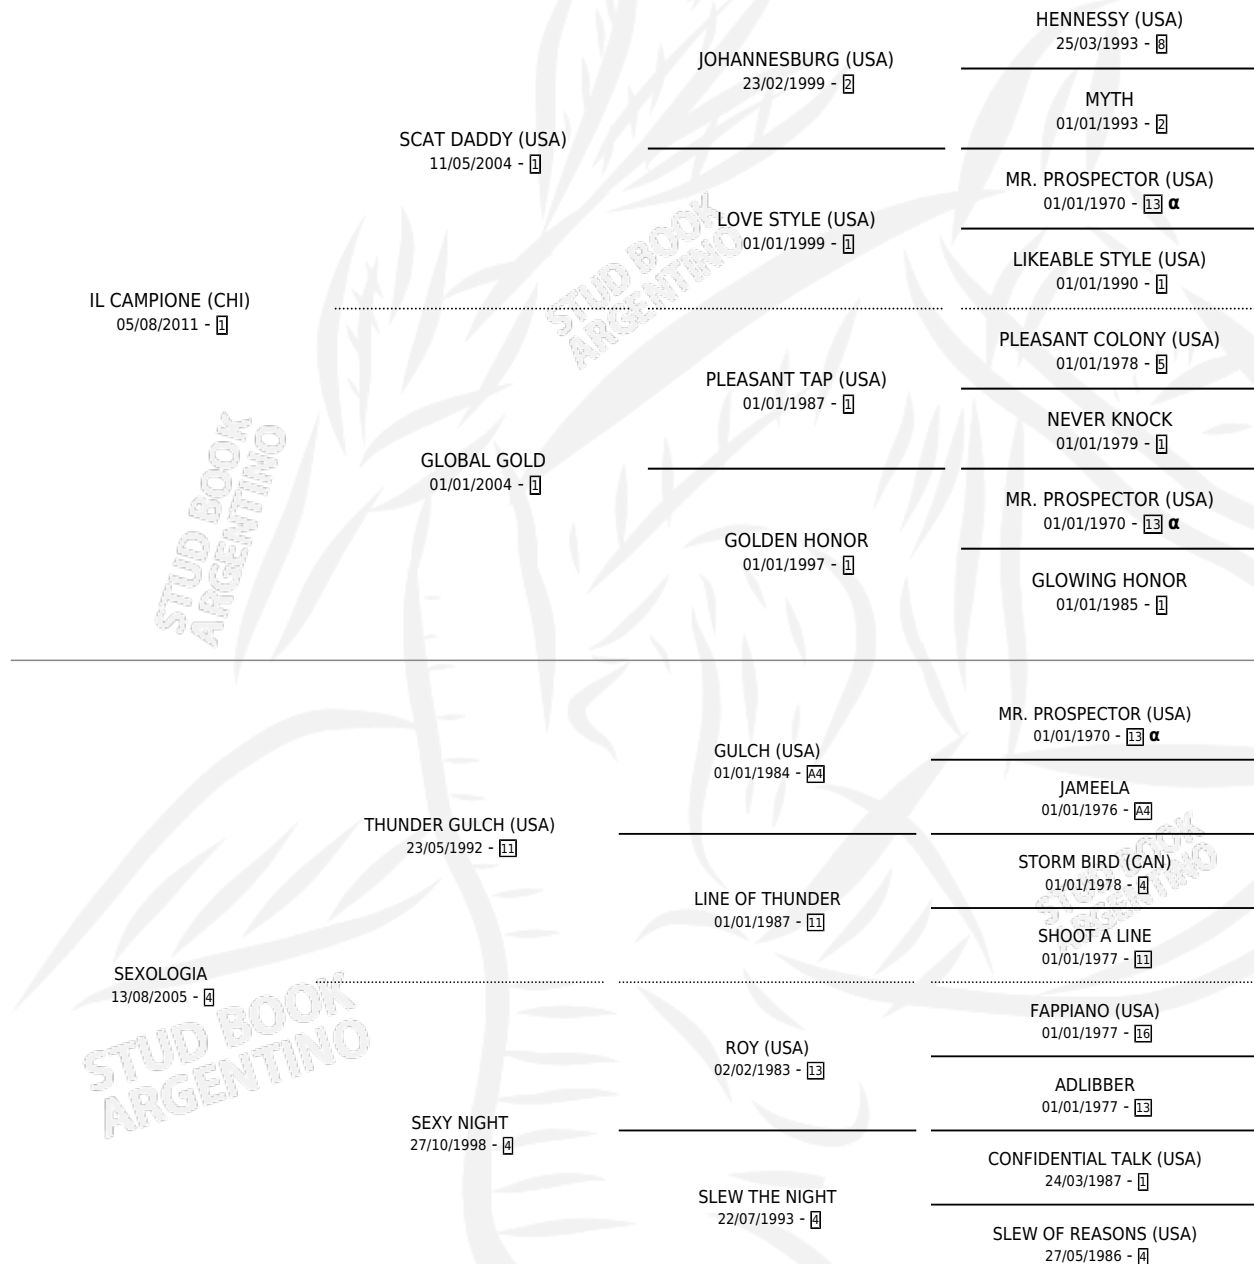 HENNESSY (USA)
25/03/1993 - 8
JOHANNESBURG (USA)
23/02/1999 - 2
MYTH
01/01/1993 - 2
SCAT DADDY (USA)
11/05/2004 - 1
MR. PROSPECTOR (USA)
01/01/1970 - 13 α
LOVE STYLE (USA)
01/01/1999 - 1
LIKEABLE STYLE (USA)
01/01/1990 - 1
IL CAMPIONE (CHI)
05/08/2011 - 1
PLEASANT COLONY (USA)
01/01/1978 - 5
PLEASANT TAP (USA)
01/01/1987 - 1
NEVER KNOCK
01/01/1979 - 1
GLOBAL GOLD
01/01/2004 - 1
MR. PROSPECTOR (USA)
01/01/1970 - 13 α
GOLDEN HONOR
01/01/1997 - 1
GLOWING HONOR
01/01/1985 - 1
MR. PROSPECTOR (USA)
01/01/1970 - 13 α
GULCH (USA)
01/01/1984 - A4
JAMEELA
01/01/1976 - A4
THUNDER GULCH (USA)
23/05/1992 - 11
STORM BIRD (CAN)
01/01/1978 - 4
LINE OF THUNDER
01/01/1987 - 11
SHOOT A LINE
01/01/1977 - 11
SEXOLOGIA
13/08/2005 - 4
FAPPIANO (USA)
01/01/1977 - 16
ROY (USA)
02/02/1983 - 13
ADLIBBER
01/01/1977 - 13
SEXY NIGHT
27/10/1998 - 4
CONFIDENTIAL TALK (USA)
24/03/1987 - 1
SLEW THE NIGHT
22/07/1993 - 4
SLEW OF REASONS (USA)
27/05/1986 - 4
STUD BOOK
ARGENTINO
STUD BOOK
ARGENTINO
STUD BOOK
ARGENTINO
STUD BOOK
ARGENTINO